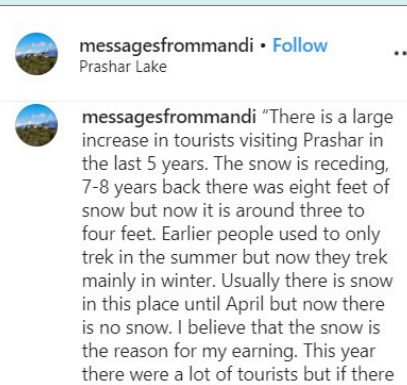 messagesfrommandi • Follow
Prashar Lake
messagesfrommandi “There is a large
increase in tourists visiting Prashar in
the last 5 years. The snow is receding,
7-8 years back there was eight feet of
snow but now it is around three to
four feet. Earlier people used to only
trek in the summer but now they trek
mainly in winter. Usually there is snow
in this place until April but now there
is no snow. I believe that the snow is
the reason for my earning. This year
there were a lot of tourists but if there